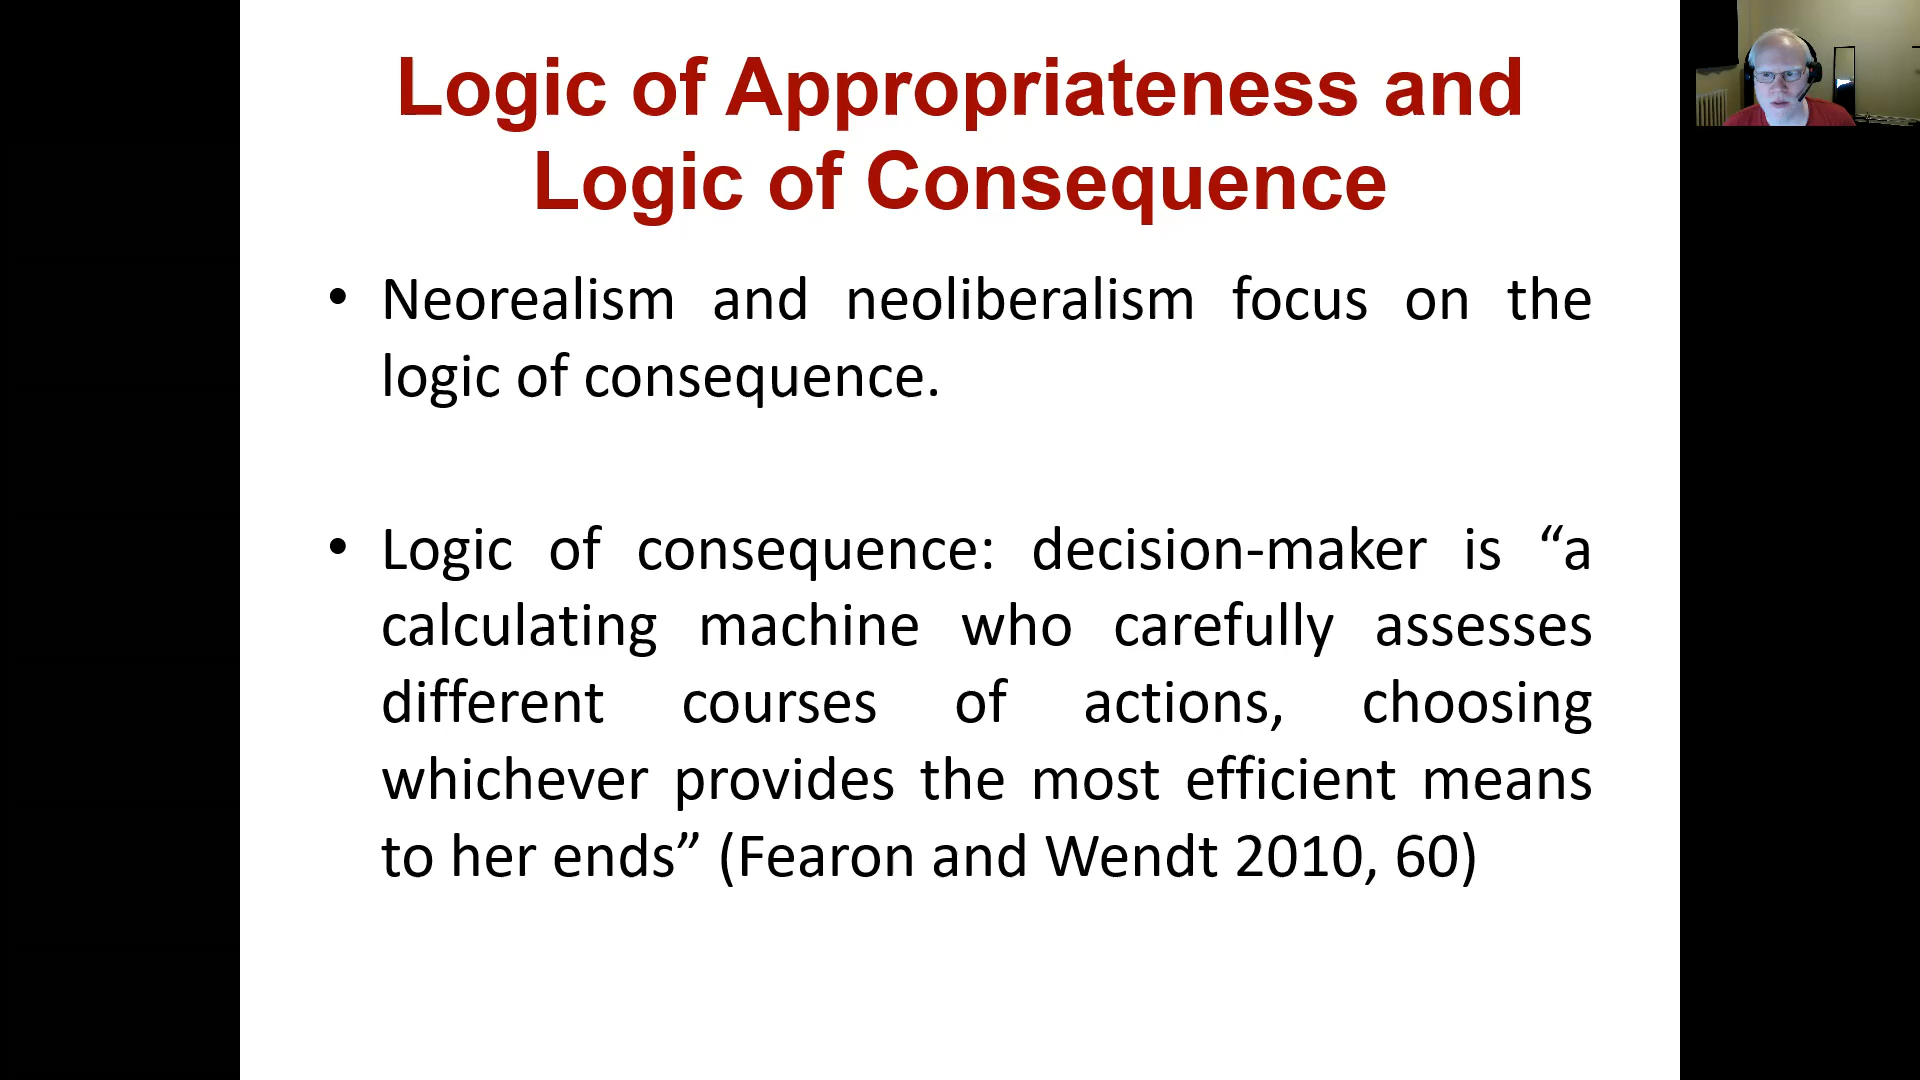 Logic of Appropriateness and
Logic of Consequence
• Neorealism and neoliberalism focus on the
logic of consequence.
• Logic of consequence: decision-maker is “a
calculating machine who carefully assesses
different courses of actions, choosing
whichever provides the most efficient means
to her ends” (Fearon and Wendt 2010, 60)